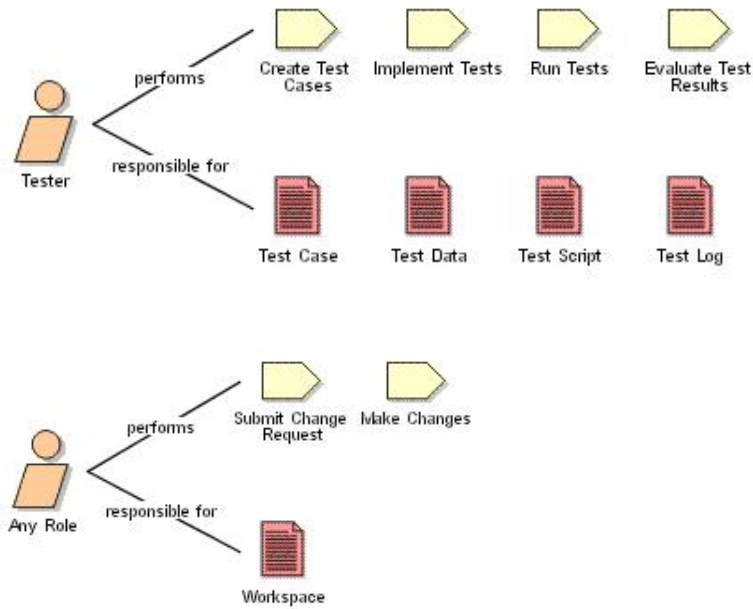 performs
Create Test
Cases
Implement Tests
Run Tests
Evaluate Test
Results
Tester
responsible for
Test Case
Test Data
Test Script
Test Log
performs
Submit Change
Request
Make Changes
Any Role
responsible for
Workspace